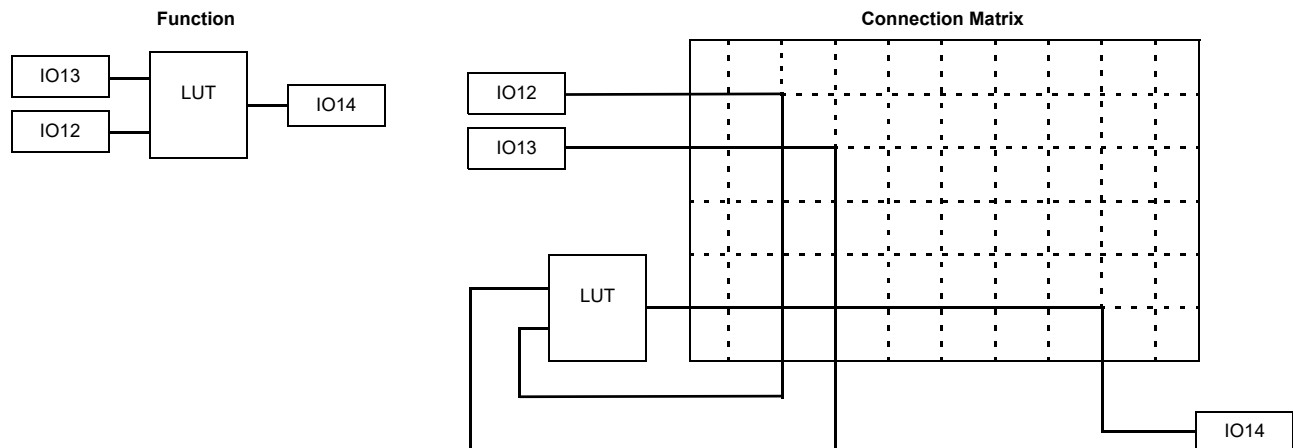 Function
IO13
IO12
LUT
IO14
Connection Matrix
IO12
IO13
LUT
IO14